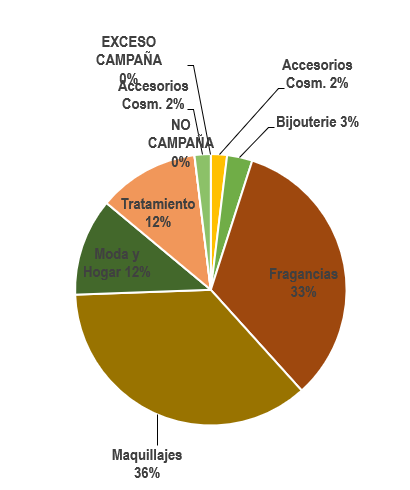 EXCESO
CAMPAÑA
0%
Accesorios
Cosm. 2%
Accesorios
Cosm. 2%
Bijouterie 3%
NO
CAMPAÑA
0%
Tratamiento
12%
Moda y
Hogar 12%
Fragancias
33%
Maquillajes
36%